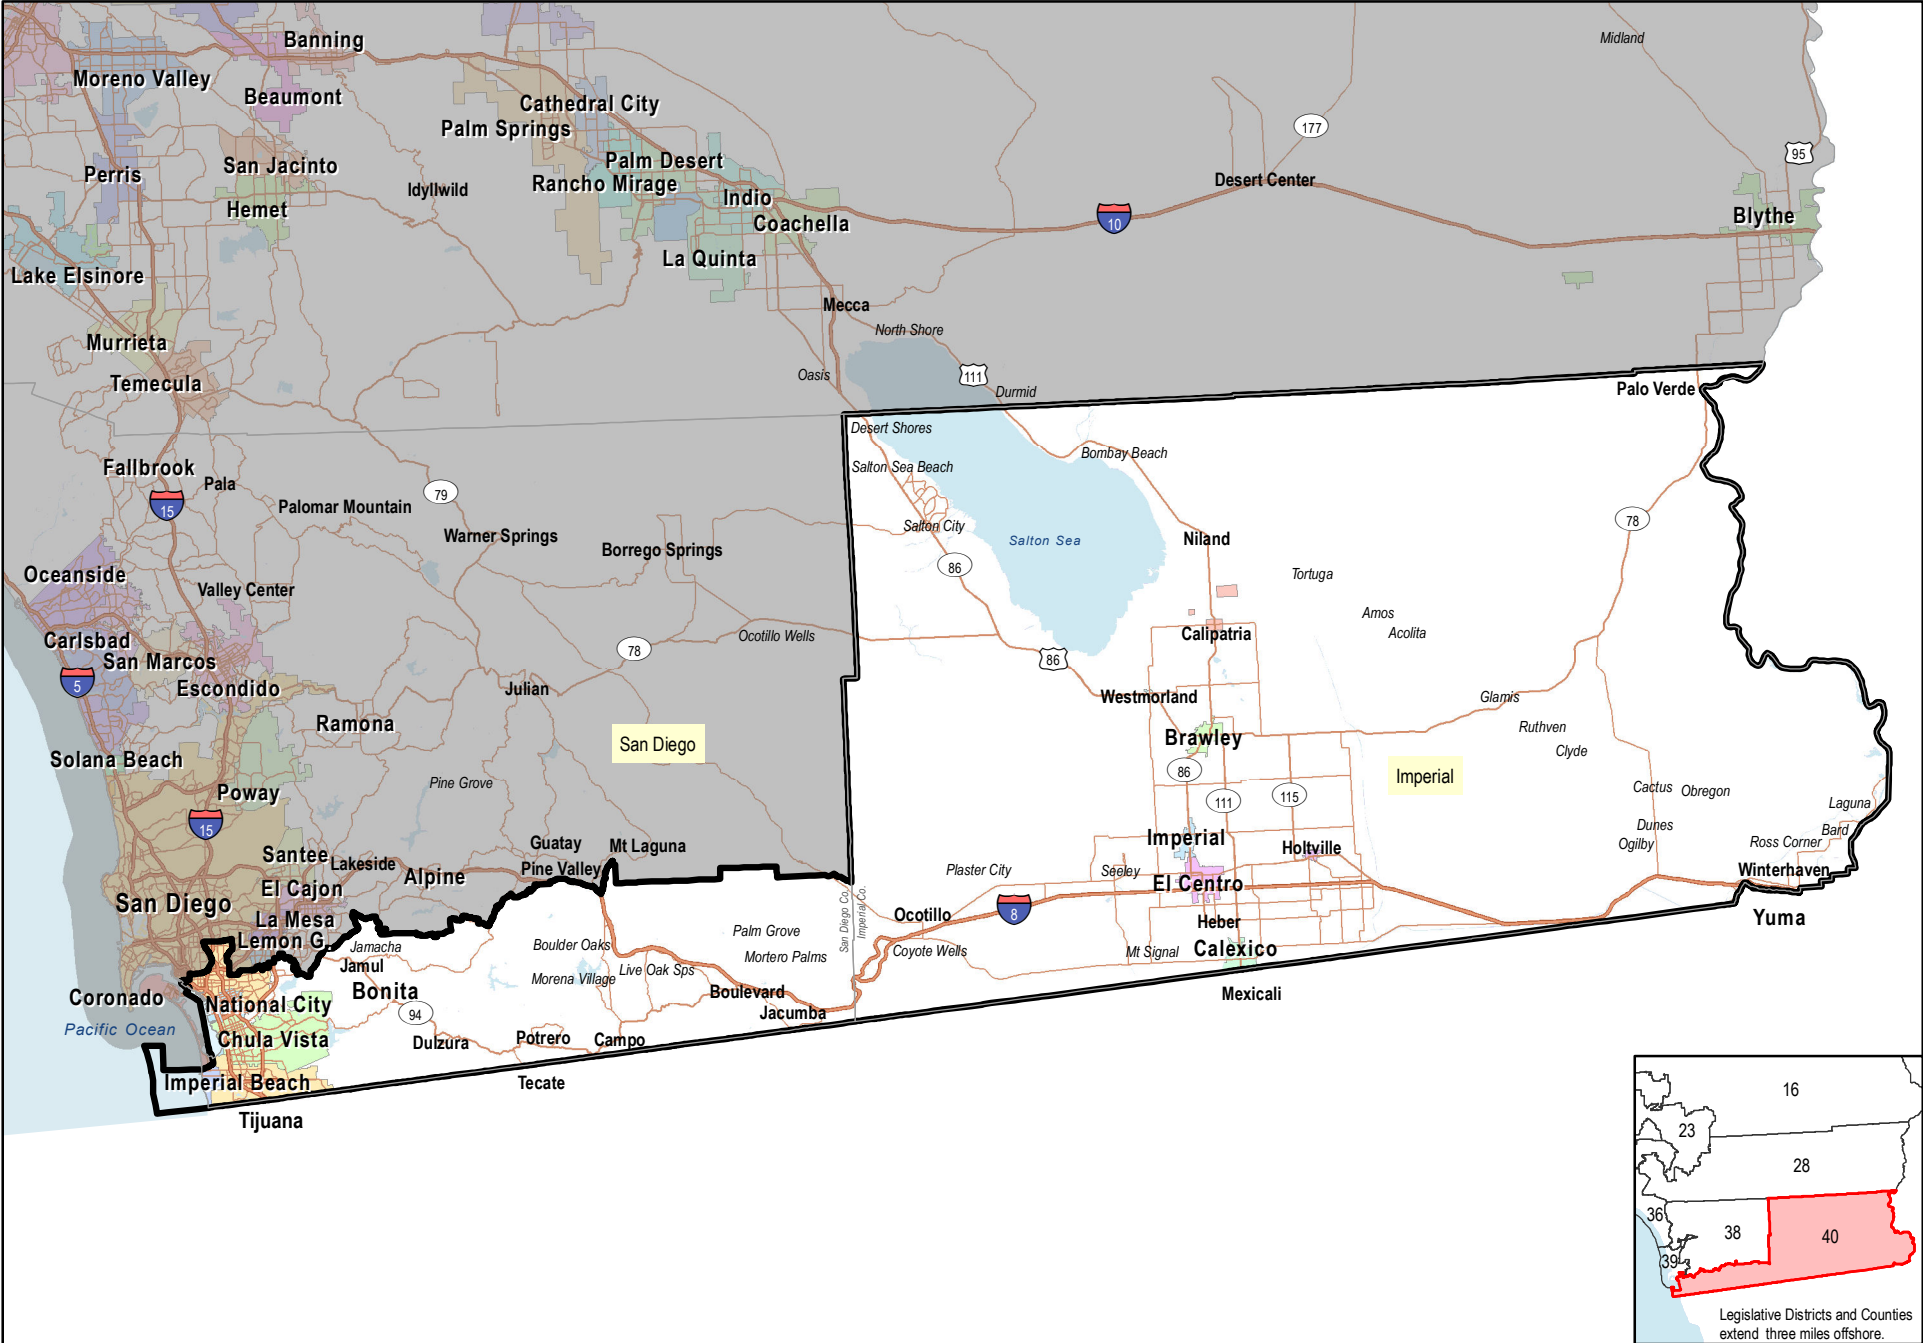 Banning
Midland
Moreno Valley
Beaumont
Cathedral City
Palm Springs
177
95
San Jacinto
Palm Desert
Perris
Idyllwild
Rancho Mirage
Desert Center
Hemet
Indio
Coachella
10
Blythe
La Quinta
Lake Elsinore
Mecca
North Shore
Murrieta
Temecula
Oasis
111
Durmid
Palo Verde
Desert Shores
Bombay Beach
Fallbrook
Pala
Salton Sea Beach
79
15
Palomar Mountain
Warner Springs
Salton City
78
Borrego Springs
Salton Sea
Niland
Oceanside
Valley Center
86
Tortuga
Amos
Acolita
Carlsbad
San Marcos
78
Ocotillo Wells
Calipatria
5
Escondido
Julian
86
Westmorland
Glamis
Ramona
San Diego
Brawley
Ruthven
Clyde
Solana Beach
Pine Grove
86
Imperial
Poway
111
115
Cactus
Obregon
Laguna
15
Dunes
Bard
Guatay
Mt Laguna
Imperial
Holtville
Ogilby
Ross Corner
Santee
Lakeside
Pine Valley
Alpine
Plaster City
Seeley
Winterhaven
El Cajon
El Centro
San Diego
La Mesa
San Diego Co.
Imperial Co.
Ocotillo
8
Heber
Yuma
Lemon G
Jamacha
Boulder Oaks
Palm Grove
Coyote Wells
Mt Signal
Calexico
Jamul
Mortero Palms
Live Oak Sps
Morena Village
Coronado
National City
Bonita
Boulevard
Mexicali
Pacific Ocean
94
Jacumba
Chula Vista
Dulzura
Potrero
Campo
Imperial Beach
Tecate
Tijuana
16
23
28
36
38
40
39
Legislative Districts and Counties
extend three miles offshore.